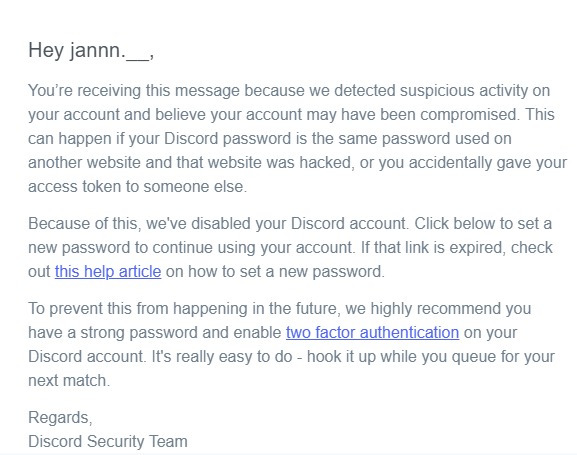 Hey jannn.__,
You’re receiving this message because we detected suspicious activity on
your account and believe your account may have been compromised. This
can happen if your Discord password is the same password used on
another website and that website was hacked, or you accidentally gave your
access token to someone else.
Because of this, we've disabled your Discord account. Click below to set a
new password to continue using your account. If that link is expired, check
out this help article on how to set a new password.
To prevent this from happening in the future, we highly recommend you
have a strong password and enable two factor authentication on your
Discord account. It's really easy to do - hook it up while you queue for your
next match.
Regards,
Discord Security Team